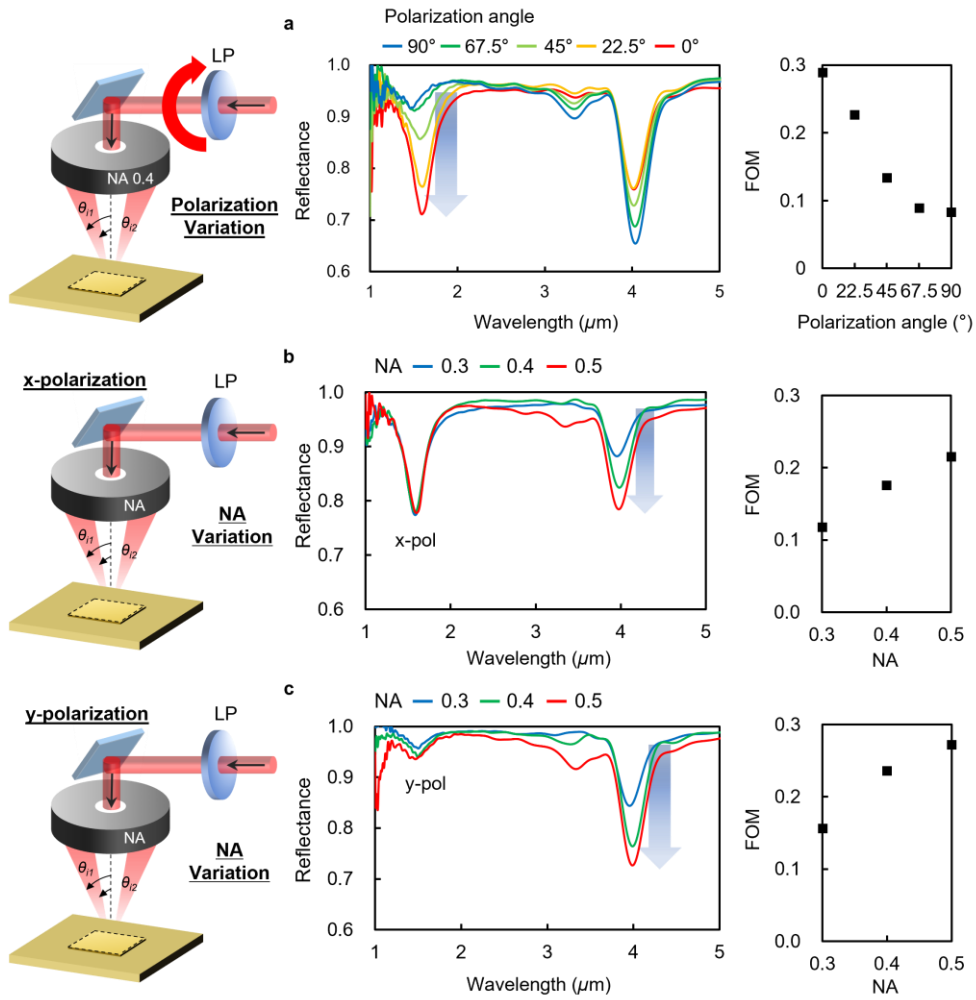 a
Polarization angle
90° 67.5° 45° 22.5° 0°
LP
NA 0.4
θi1
θi2
Polarization
Variation
Reflectance
1.0
0.9
0.8
0.7
0.6
1 2 3 4 5
Wavelength (μm)
FOM
0.3
0.2
0.1
0
0 22.5 45 67.5 90
Polarization angle (°)
b
x-polarization
LP
NA
θi1
θi2
NA
Variation
NA 0.3 0.4 0.5
Reflectance
1.0
0.9
0.8
0.7
0.6
x-pol
1 2 3 4 5
Wavelength (μm)
FOM
0.3
0.2
0.1
0.0
0.3 0.4 0.5
NA
c
y-polarization
LP
NA
θi1
θi2
NA
Variation
NA 0.3 0.4 0.5
Reflectance
1.0
0.9
0.8
0.7
0.6
y-pol
1 2 3 4 5
Wavelength (μm)
FOM
0.3
0.2
0.1
0.0
0.3 0.4 0.5
NA